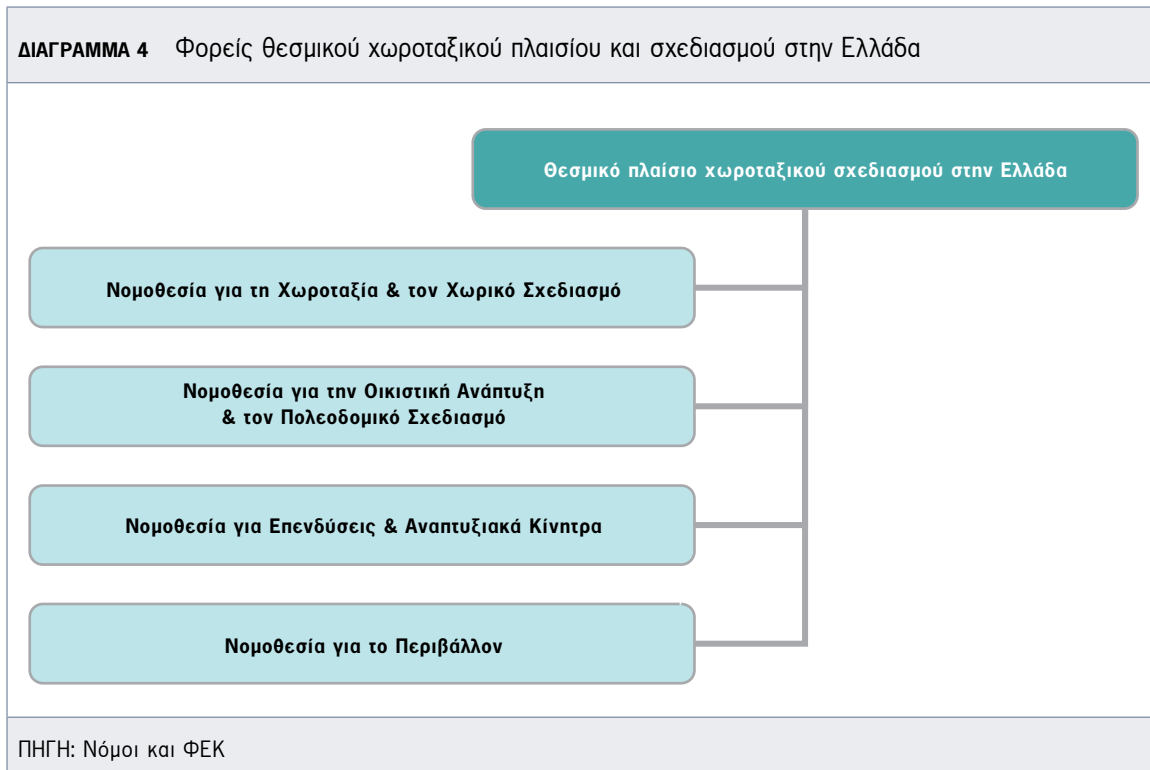 ΔΙΑΓΡΑΜΜΑ 4 Φορείς θεσμικού χωροταξικού πλαισίου και σχεδιασμού στην Ελλάδα
Θεσμικό πλαίσιο χωροταξικού σχεδιασμού στην Ελλάδα
Νομοθεσία για τη Χωροταξία & τον Χωρικό Σχεδιασμό
Νομοθεσία για την Οικιστική Ανάπτυξη
& τον Πολεοδομικό Σχεδιασμό
Νομοθεσία για Επενδύσεις & Αναπτυξιακά Κίνητρα
Νομοθεσία για το Περιβάλλον
ΠΗΓΗ: Νόμοι και ΦΕΚ